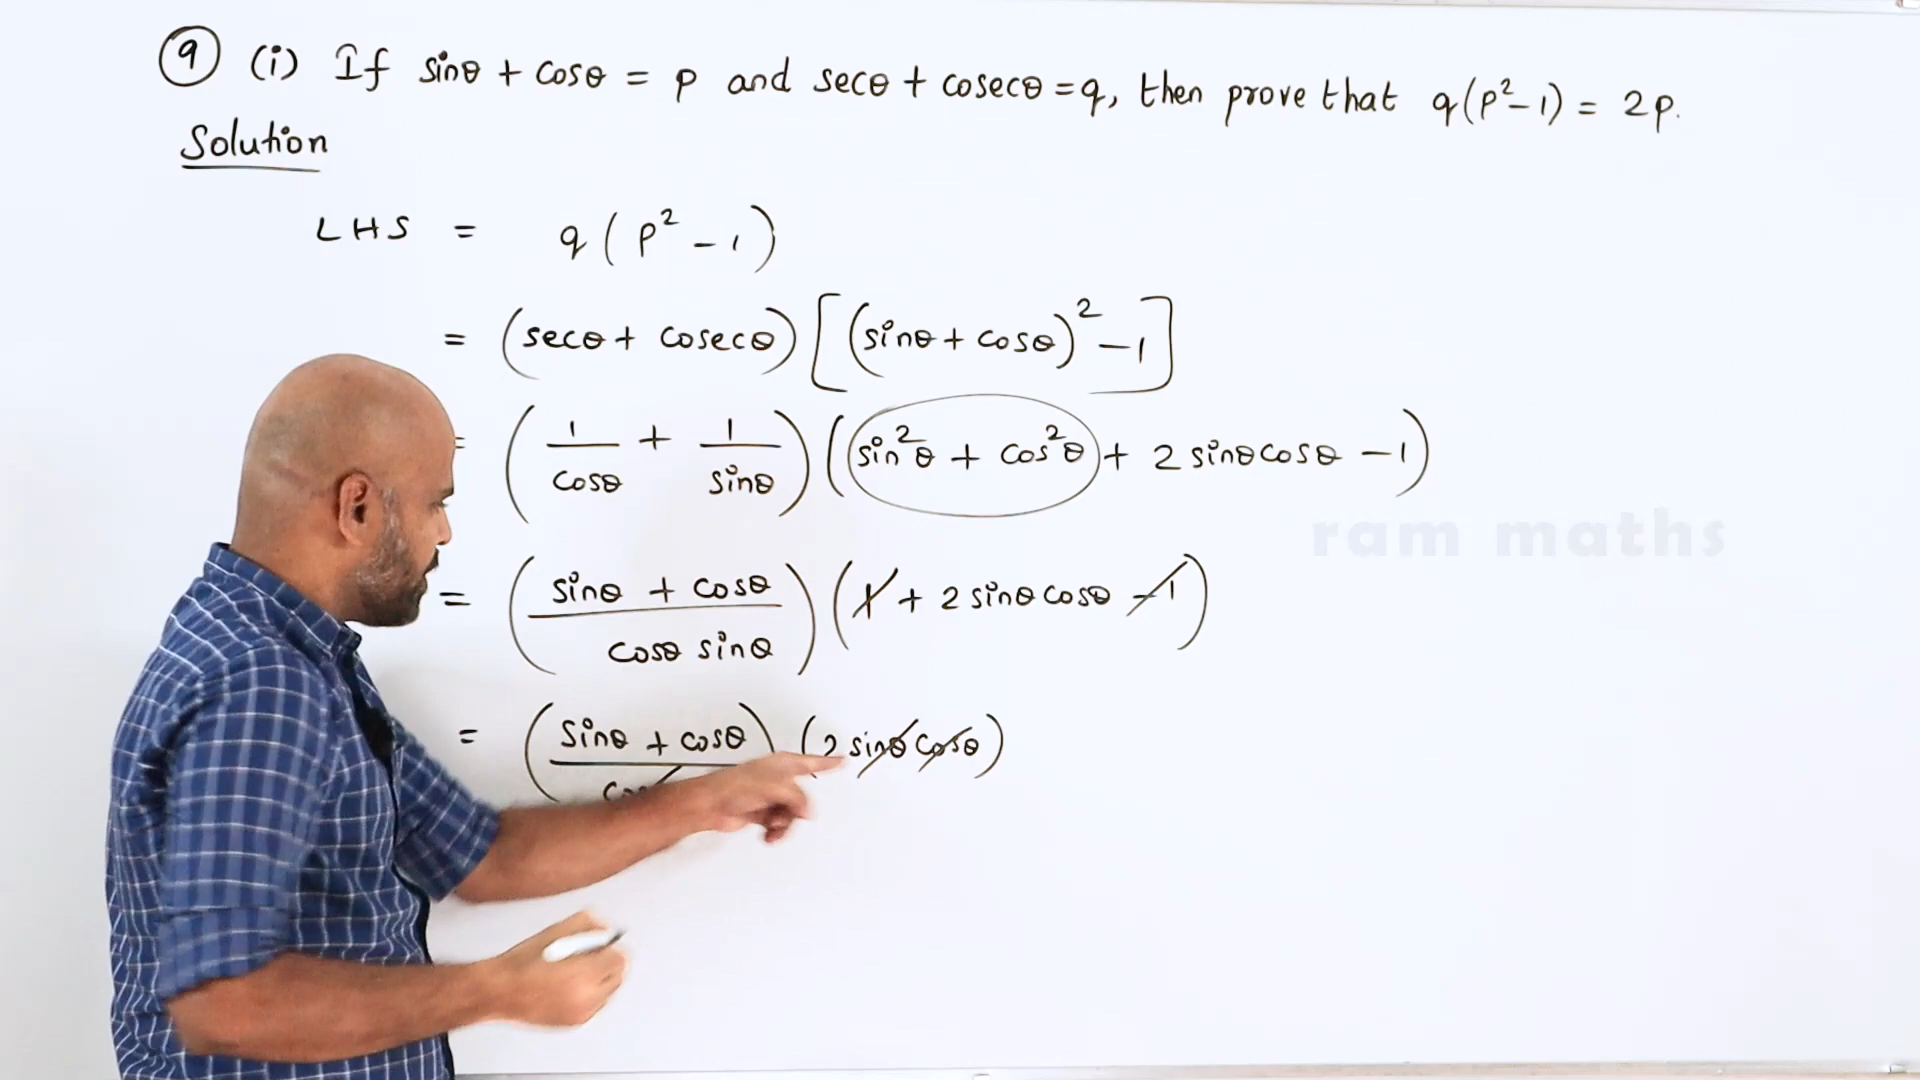 9 (i) If sinθ + cosθ = p and secθ + cosecθ = q, then prove that q(p²-1) = 2p.
Solution
LHS = q(p²-1)
= (secθ + cosecθ) [(sinθ + cosθ)² - 1]
= (1/cosθ + 1/sinθ) (sin²θ + cos²θ + 2 sinθ cosθ - 1)
ram maths
= (sinθ + cosθ / cosθ sinθ) (1 + 2 sinθ cosθ - 1)
= (sinθ + cosθ) (2 sinθ cosθ)